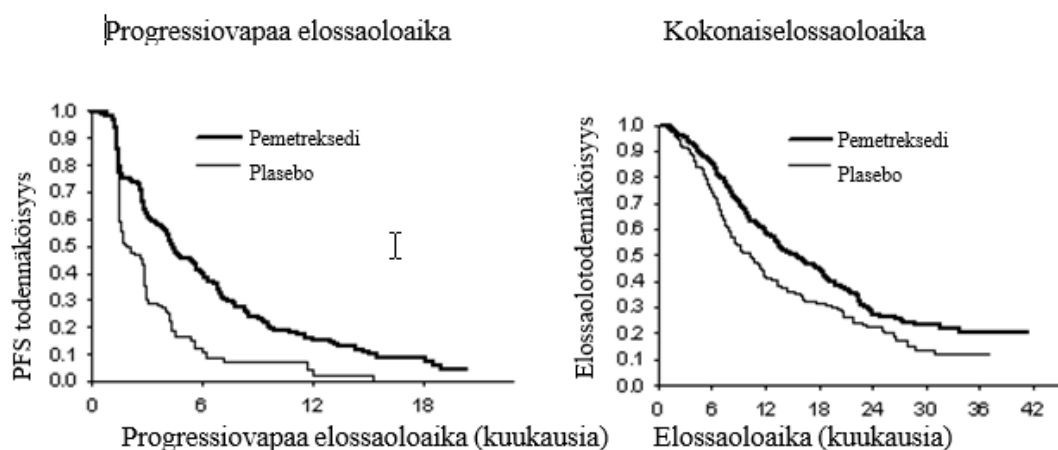 Progressiovapaa elossaoloaika
Kokonaiselossaoloaika
PFS todennäköisyys
1.0
0.9
0.8
0.7
0.6
0.5
0.4
0.3
0.2
0.1
0.0
Pemetreksedi
Plasebo
0 6 12 18
Progressiovapaa elossaoloaika (kuukausia)
Elossaolotodennäköisyys
1.0
0.9
0.8
0.7
0.6
0.5
0.4
0.3
0.2
0.1
0.0
Pemetreksedi
Plasebo
0 6 12 18 24 30 36 42
Elossaoloaika (kuukausia)